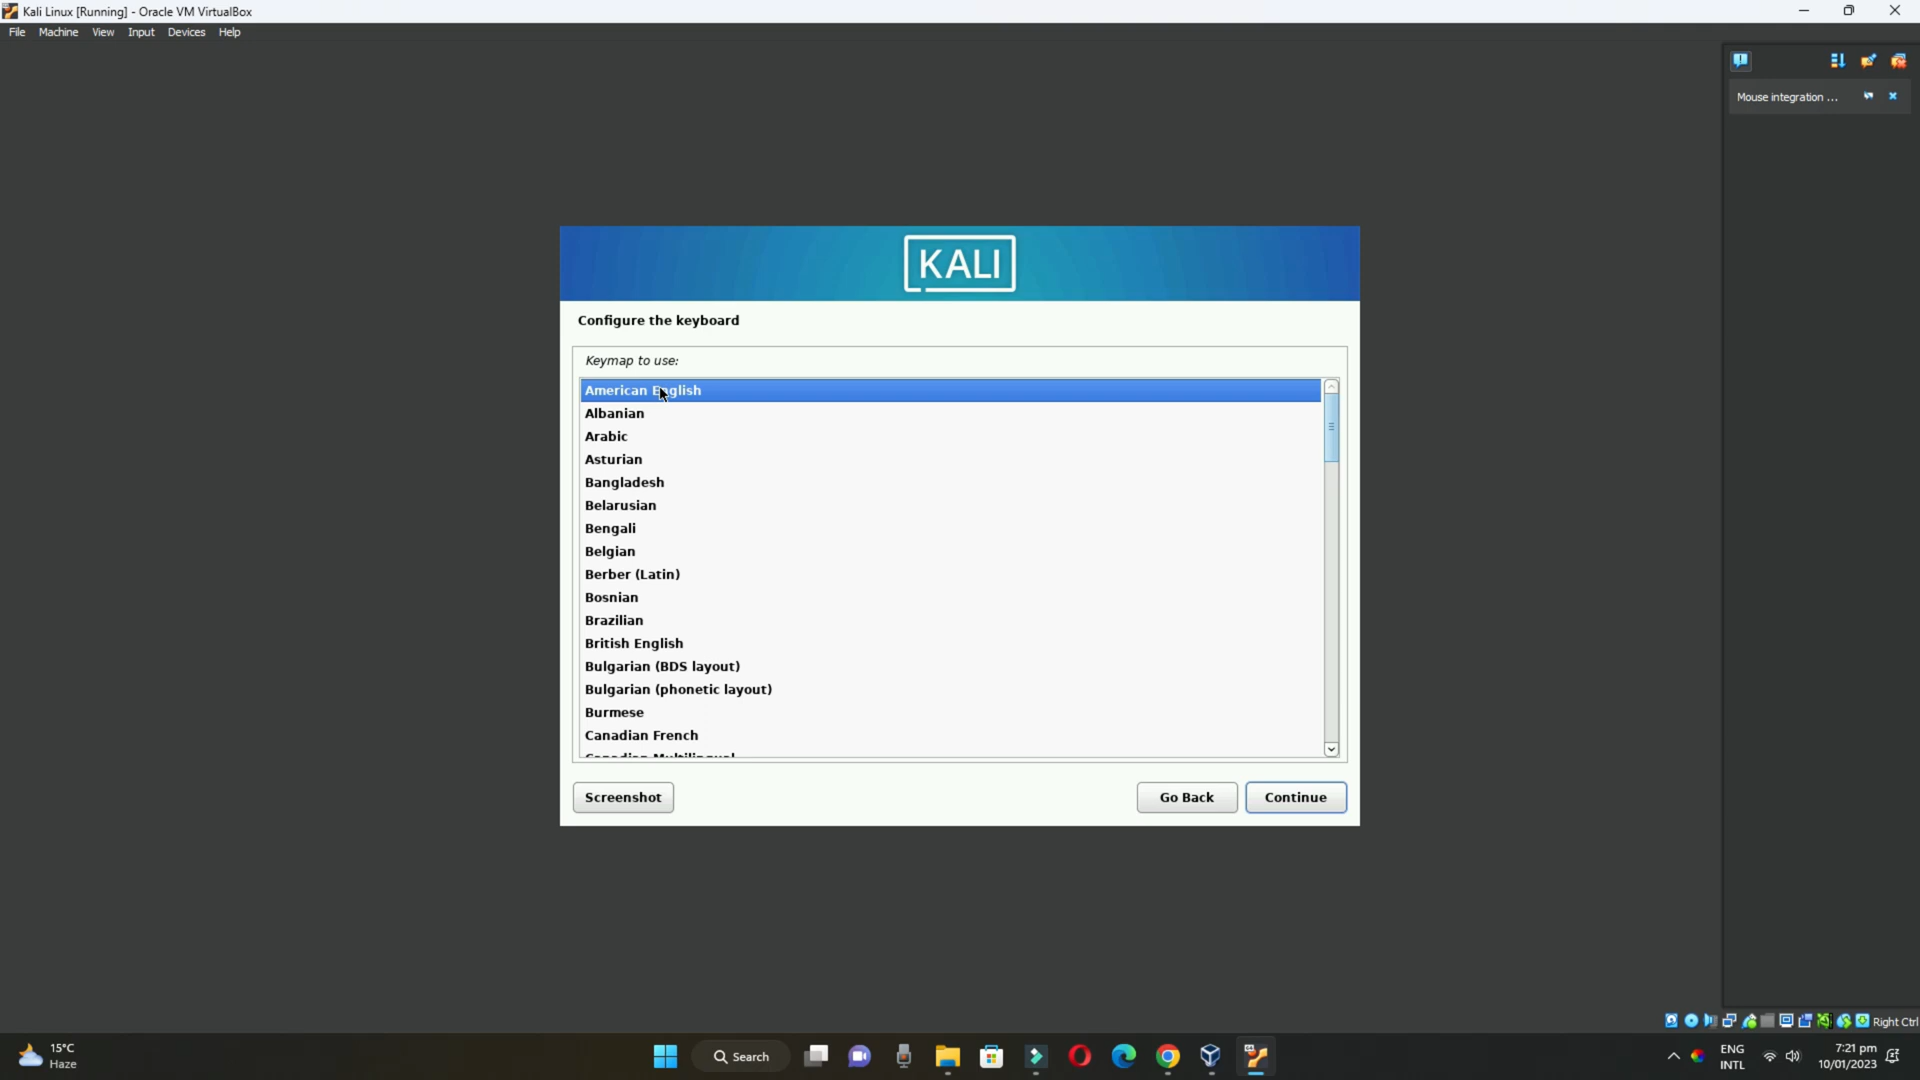 Kali Linux [Running] - Oracle VM VirtualBox
File Machine View Input Devices Help
Mouse integration ...
KALI
Configure the keyboard
Keymap to use:
American English
Albanian
Arabic
Asturian
Bangladesh
Belarusian
Bengali
Belgian
Berber (Latin)
Bosnian
Brazilian
British English
Bulgarian (BDS layout)
Bulgarian (phonetic layout)
Burmese
Canadian French
Canadian Multilingual
Screenshot Go Back Continue
Right Ctrl
15°C
Haze
Search
ENG
INTL
7:21 pm
10/01/2023